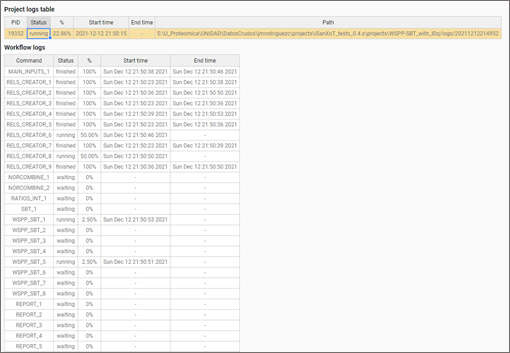 Project logs table
PID Status % Start time End time Path
19352 running 22.86% 2021-12-12 21:50:15 - S:\U_Proteomica\UNIDAD\DatosCrudos\jmrodriguezc\projects\iSanXoT_tests_0.4.x\projects\WSPP-SBT_with_IDs/logs/20211212214952
Workflow logs
Command Status % Start time End time
MAIN_INPUTS_1 finished 100% Sun Dec 12 21:50:38 2021 Sun Dec 12 21:50:46 2021
RELS_CREATOR_1 finished 100% Sun Dec 12 21:50:23 2021 Sun Dec 12 21:50:38 2021
RELS_CREATOR_2 finished 100% Sun Dec 12 21:50:36 2021 Sun Dec 12 21:50:50 2021
RELS_CREATOR_3 finished 100% Sun Dec 12 21:50:23 2021 Sun Dec 12 21:50:36 2021
RELS_CREATOR_4 finished 100% Sun Dec 12 21:50:39 2021 Sun Dec 12 21:50:53 2021
RELS_CREATOR_5 finished 100% Sun Dec 12 21:50:23 2021 Sun Dec 12 21:50:36 2021
RELS_CREATOR_6 running 50.00% Sun Dec 12 21:50:46 2021 -
RELS_CREATOR_7 finished 100% Sun Dec 12 21:50:23 2021 Sun Dec 12 21:50:39 2021
RELS_CREATOR_8 running 50.00% Sun Dec 12 21:50:50 2021 -
RELS_CREATOR_9 finished 100% Sun Dec 12 21:50:36 2021 Sun Dec 12 21:50:50 2021
NORCOMBINE_1 waiting 0% - -
NORCOMBINE_2 waiting 0% - -
RATIOS_INT_1 waiting 0% - -
SBT_1 waiting 0% - -
WSPP_SBT_1 running 2.50% Sun Dec 12 21:50:53 2021 -
WSPP_SBT_2 waiting 0% - -
WSPP_SBT_3 waiting 0% - -
WSPP_SBT_4 waiting 0% - -
WSPP_SBT_5 running 2.50% Sun Dec 12 21:50:51 2021 -
WSPP_SBT_6 waiting 0% - -
WSPP_SBT_7 waiting 0% - -
WSPP_SBT_8 waiting 0% - -
REPORT_1 waiting 0% - -
REPORT_2 waiting 0% - -
REPORT_3 waiting 0% - -
REPORT_4 waiting 0% - -
REPORT_5 waiting 0% - -